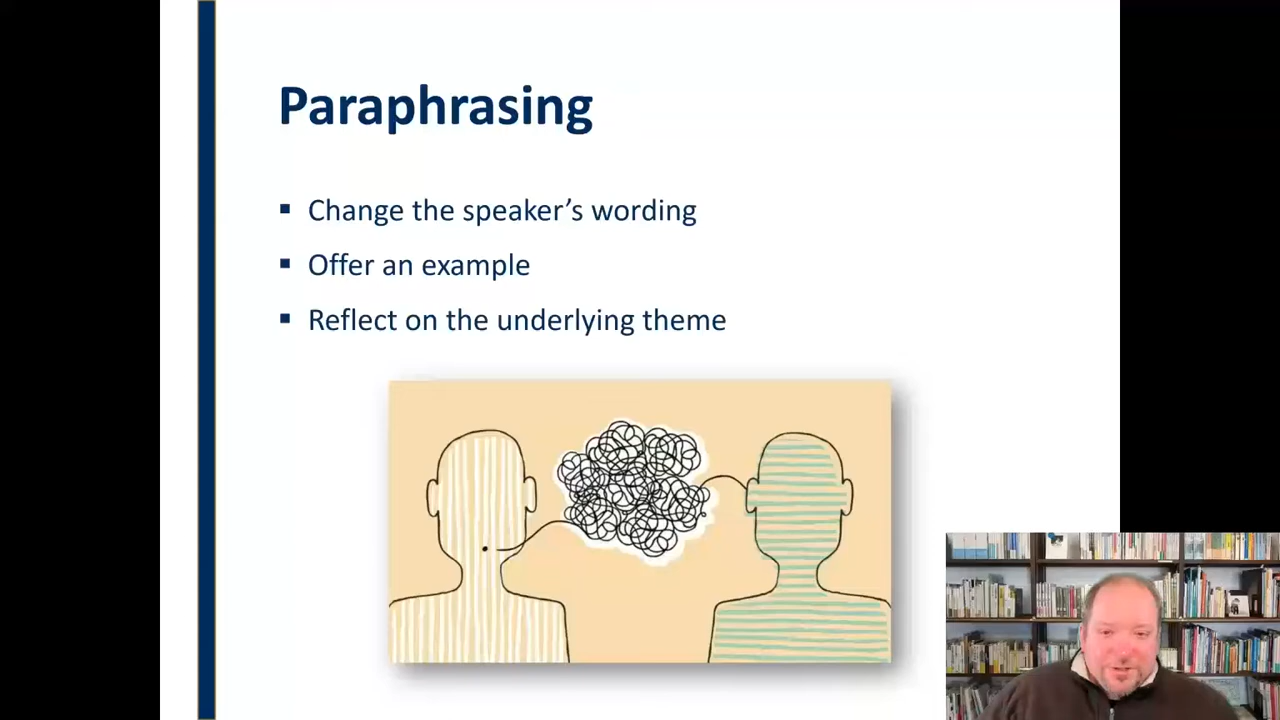 Paraphrasing
▪ Change the speaker’s wording
▪ Offer an example
▪ Reflect on the underlying theme